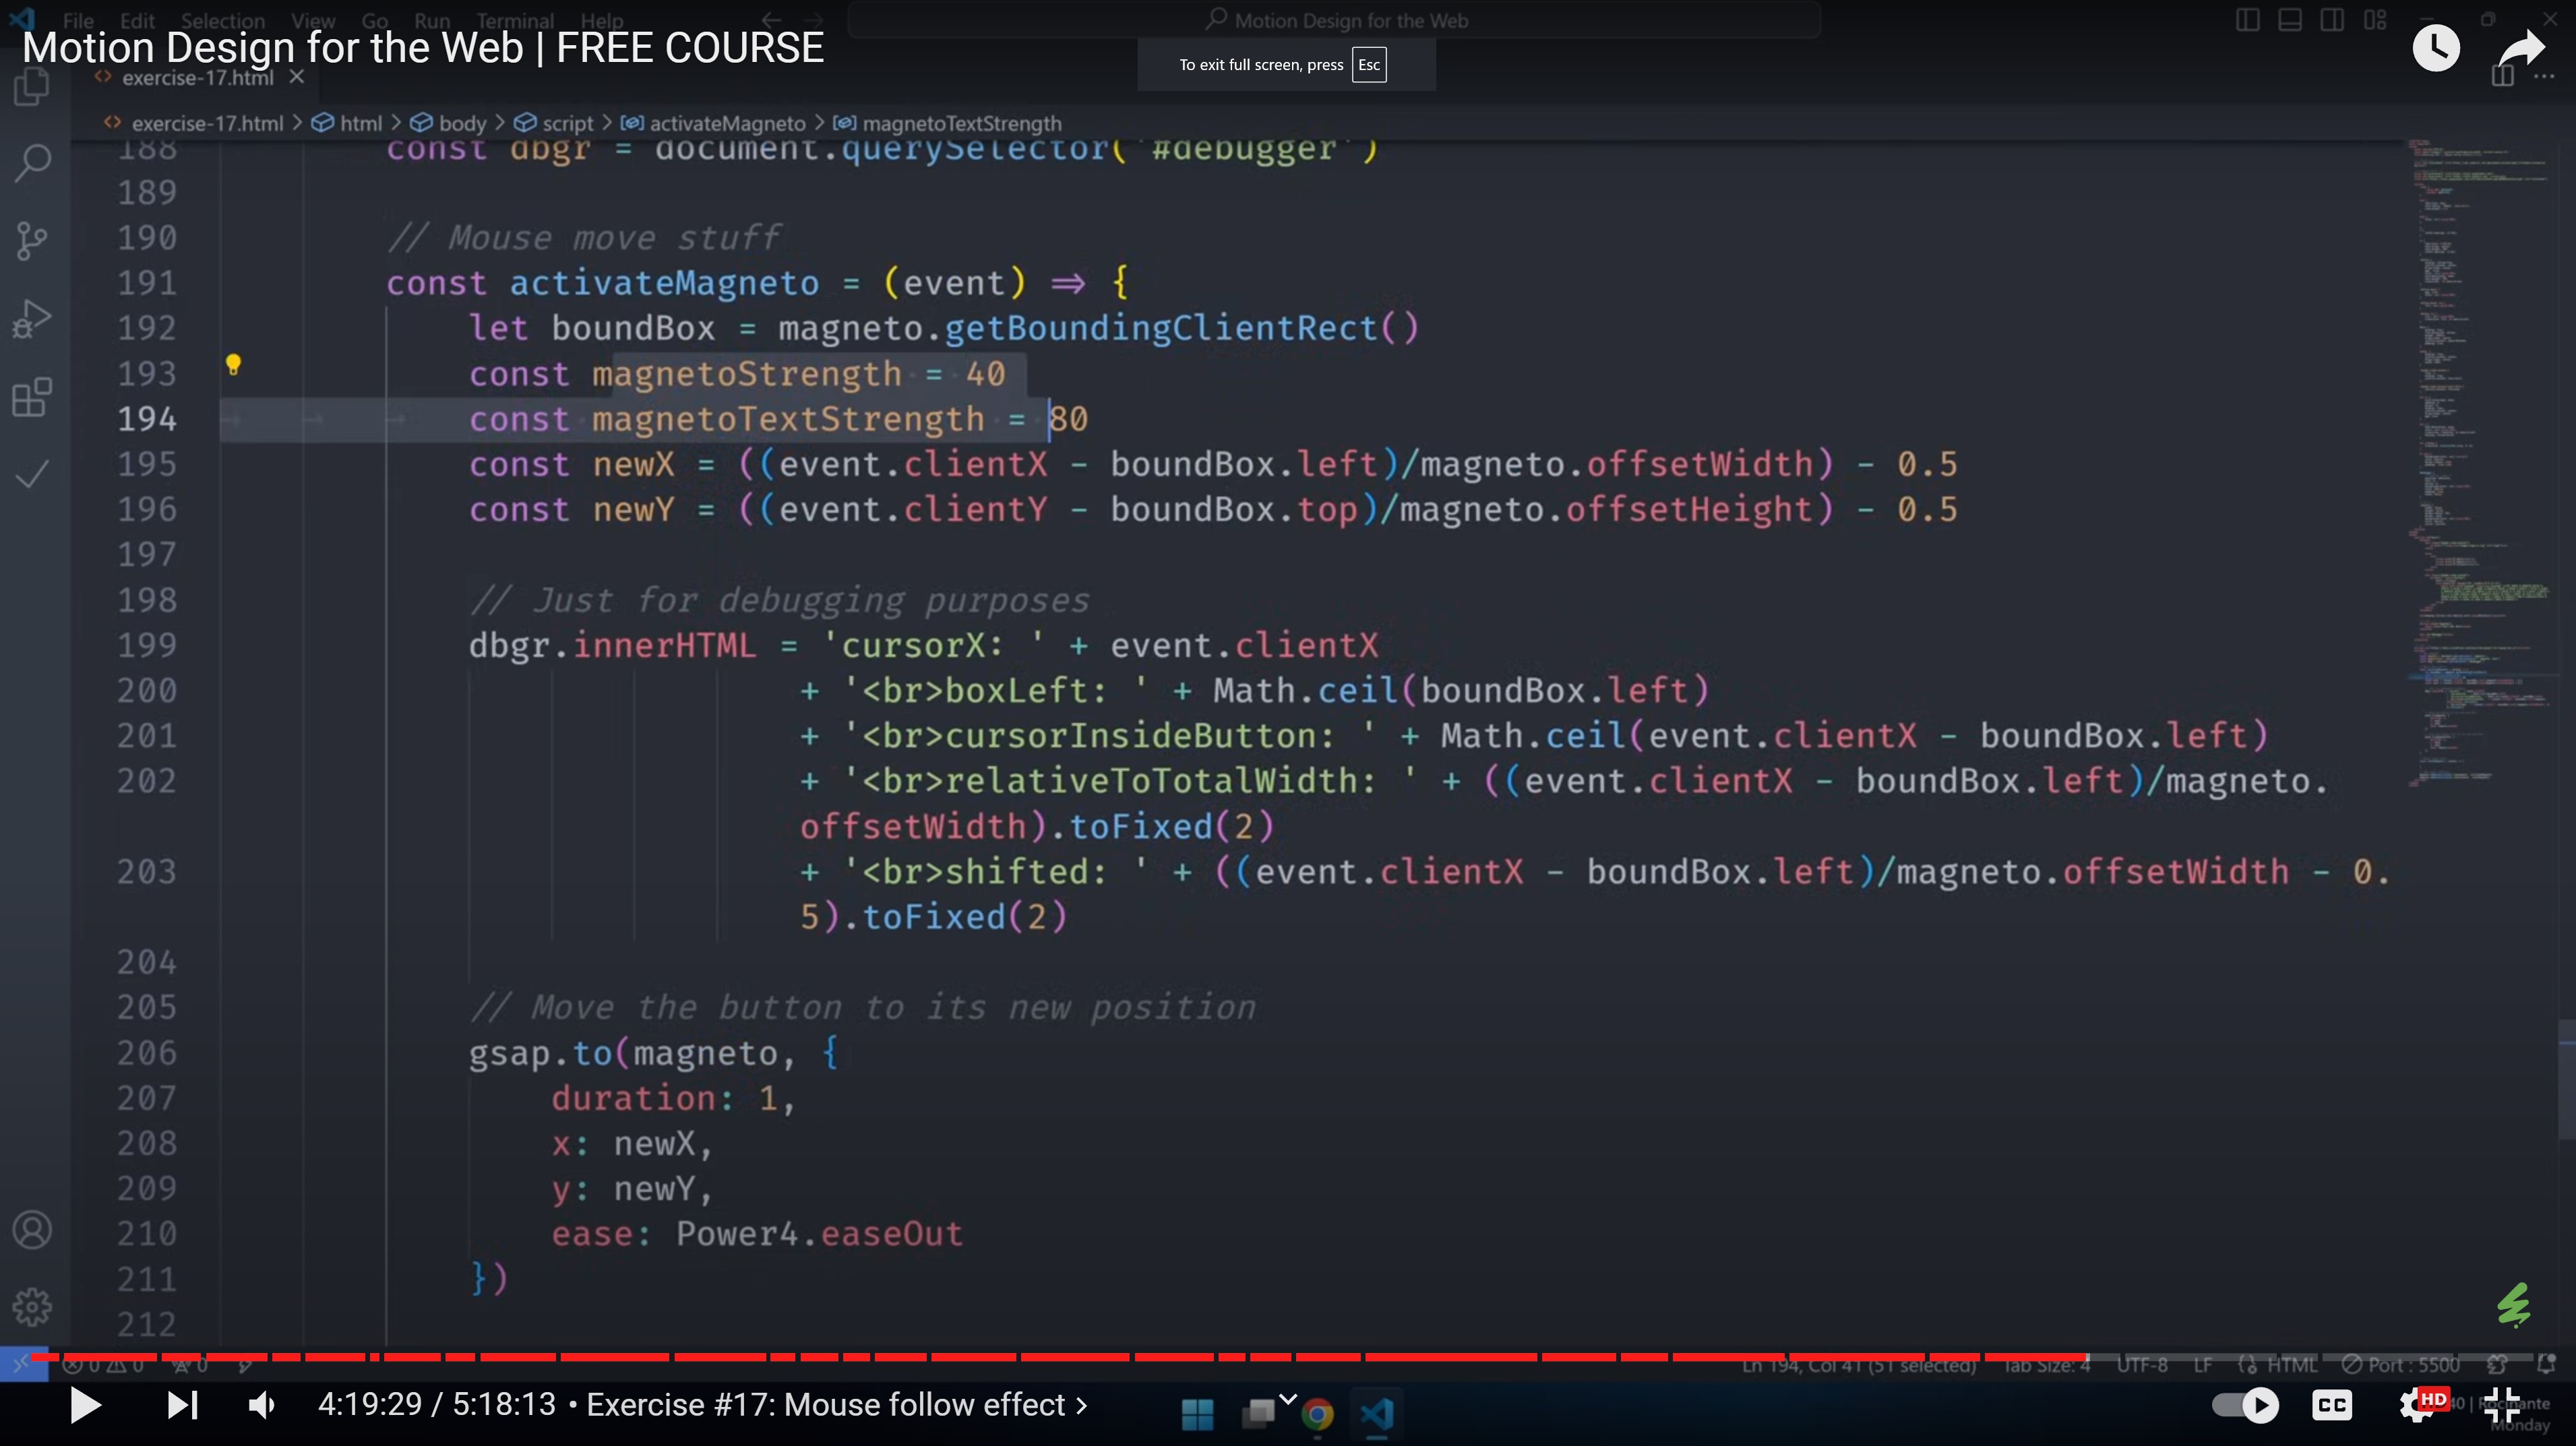 File Edit Selection View Go Run Terminal Help
Motion Design for the Web
Motion Design for the Web | FREE COURSE
To exit full screen, press Esc
exercise-17.html
exercise-17.html > html > body > script > activateMagneto > magnetoTextStrength
188 const dbgr = document.querySelector('#debugger')
189
190 // Mouse move stuff
191 const activateMagneto = (event) => {
192 let boundBox = magneto.getBoundingClientRect()
193 const magnetoStrength = 40
194 const magnetoTextStrength = 80
195 const newX = ((event.clientX - boundBox.left)/magneto.offsetWidth) - 0.5
196 const newY = ((event.clientY - boundBox.top)/magneto.offsetHeight) - 0.5
197
198 // Just for debugging purposes
199 dbgr.innerHTML = 'cursorX: ' + event.clientX
200 + '<br>boxLeft: ' + Math.ceil(boundBox.left)
201 + '<br>cursorInsideButton: ' + Math.ceil(event.clientX - boundBox.left)
202 + '<br>relativeToTotalWidth: ' + ((event.clientX - boundBox.left)/magneto.
offsetWidth).toFixed(2)
203 + '<br>shifted: ' + ((event.clientX - boundBox.left)/magneto.offsetWidth - 0.
5).toFixed(2)
204
205 // Move the button to its new position
206 gsap.to(magneto, {
207 duration: 1,
208 x: newX,
209 y: newY,
210 ease: Power4.easeOut
211 })
212
0 0 0 Ln 194, Col 41 (51 selected) Tab Size: 4 UTF-8 LF HTML Port : 5500
4:19:29 / 5:18:13 • Exercise #17: Mouse follow effect >
CC HD
40 | Rocinante
Monday